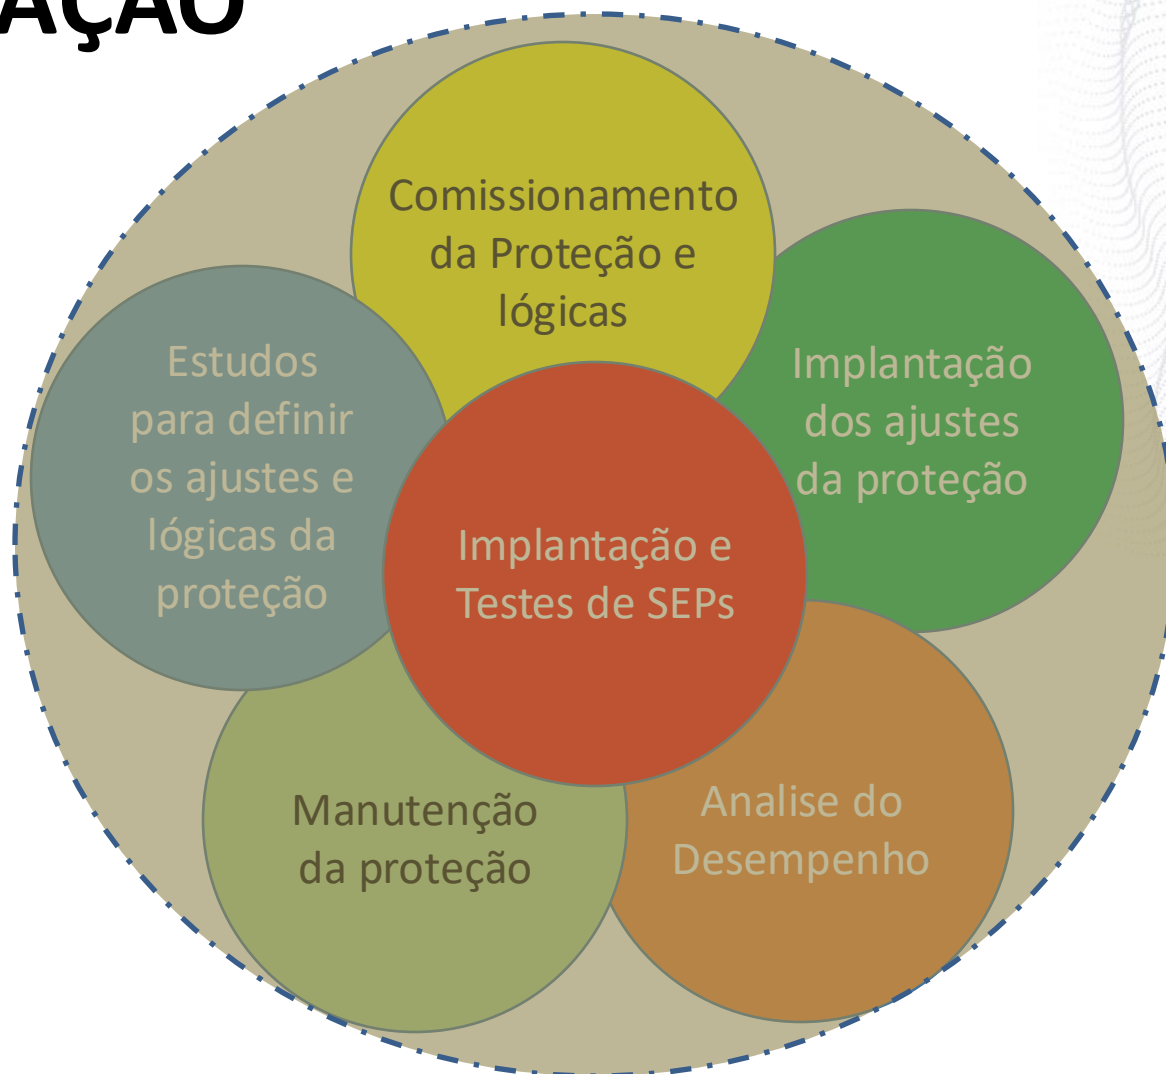 AÇÃO
Comissionamento
da Proteção e
lógicas
Implantação
dos ajustes
da proteção
Estudos
para definir
os ajustes e
lógicas da
proteção
Implantação e
Testes de SEPs
Manutenção
da proteção
Analise do
Desempenho